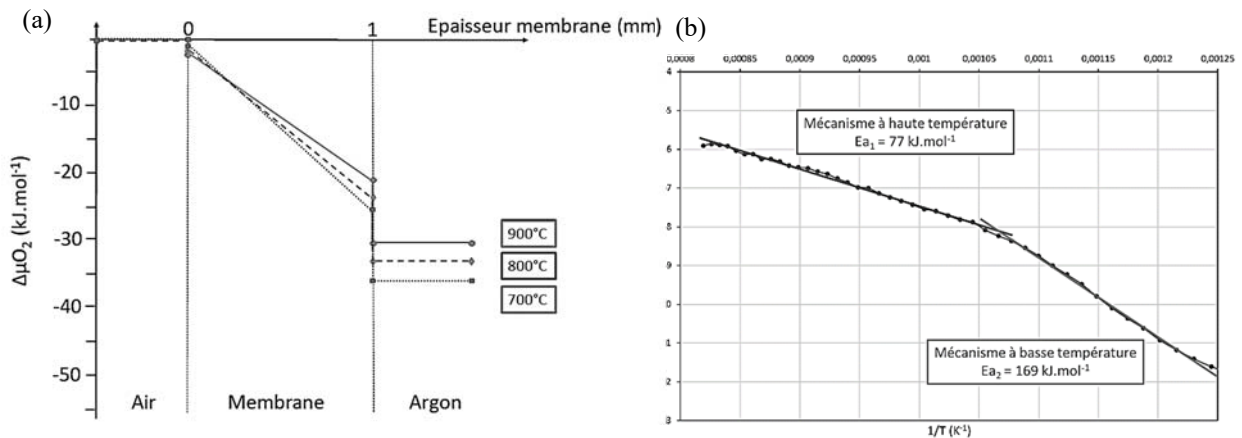 (a)
0
1
Epaisseur membrane (mm)
ΔμO₂ (kJ.mol⁻¹)
-10
-20
-30
-40
-50
900°C
800°C
700°C
Air
Membrane
Argon
(b)
0,0008
0,00085
0,0009
0,00095
0,001
0,00105
0,0011
0,00115
0,0012
0,00125
4
5
6
7
8
9
0
1
2
3
Mécanisme à haute température
Ea₁ = 77 kJ.mol⁻¹
Mécanisme à basse température
Ea₂ = 169 kJ.mol⁻¹
1/T (K⁻¹)